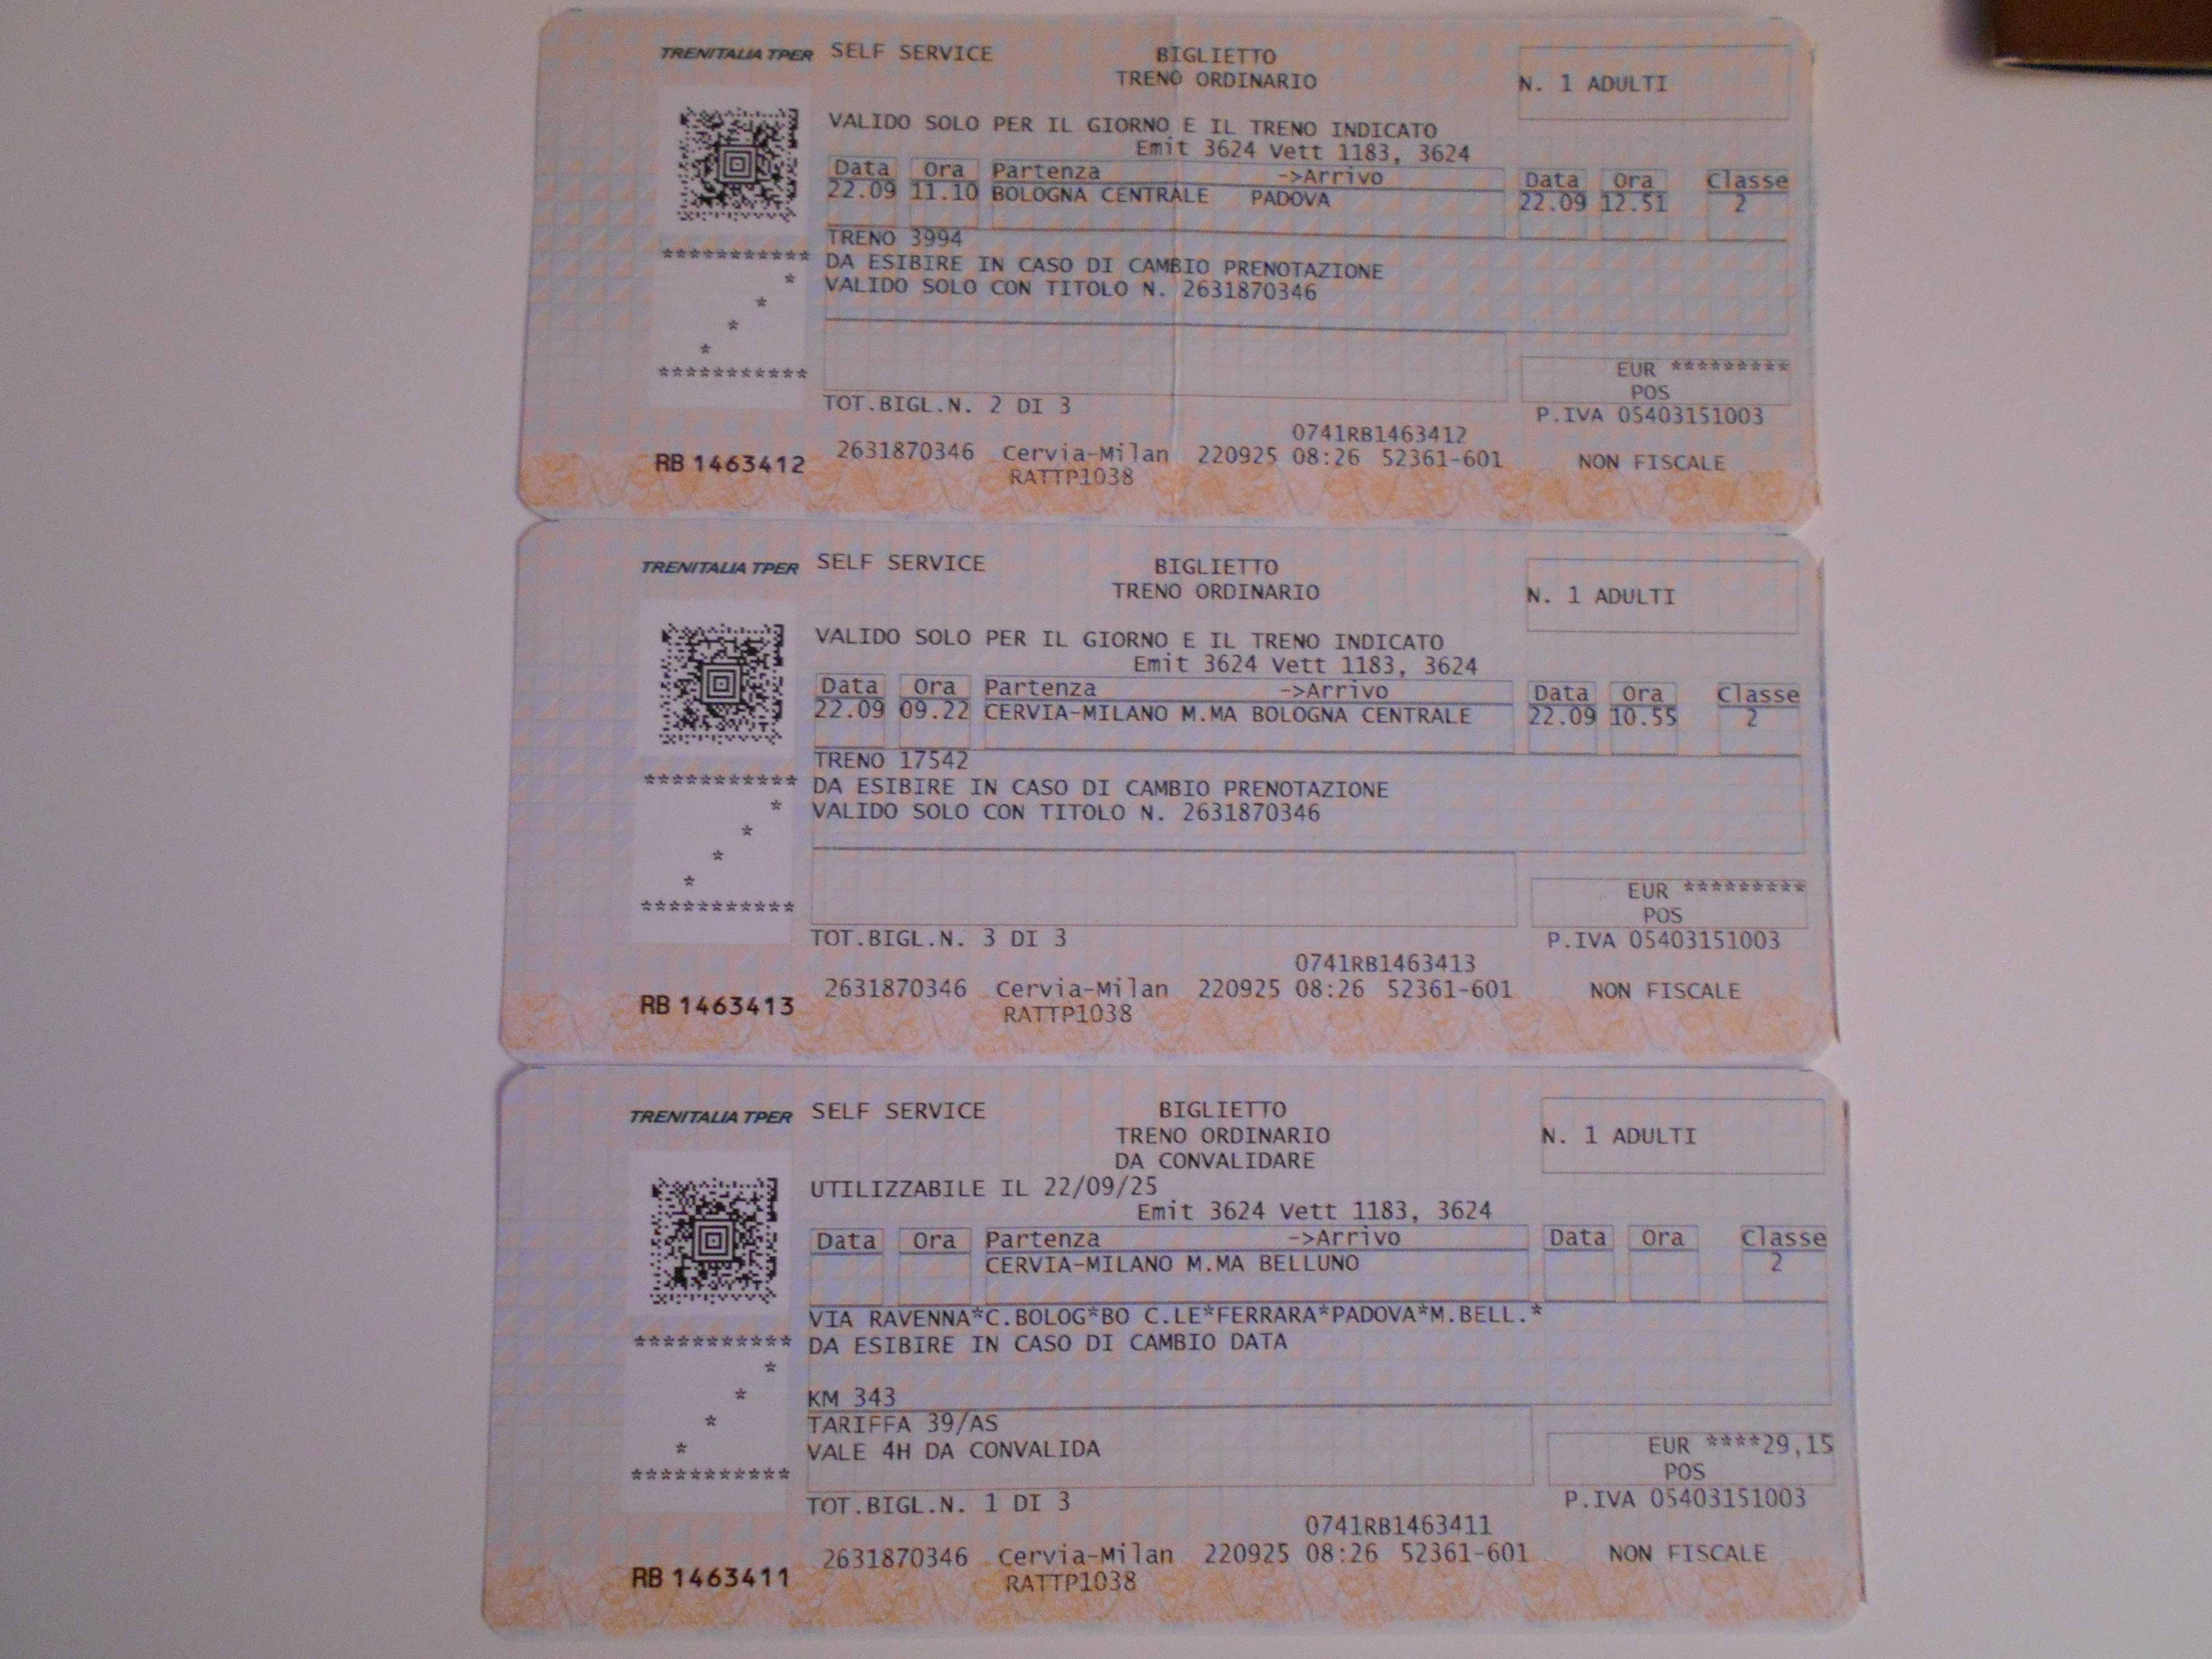 TRENITALIA TPER SELF SERVICE BIGLIETTO
TRENO ORDINARIO
N. 1 ADULTI
VALIDO SOLO PER IL GIORNO E IL TRENO INDICATO
Emit 3624 Vett 1183, 3624
Data Ora Partenza ->Arrivo Data Ora Classe
22.09 11.10 BOLOGNA CENTRALE PADOVA 22.09 12.51 2
TRENO 3994
*********** DA ESIBIRE IN CASO DI CAMBIO PRENOTAZIONE
* VALIDO SOLO CON TITOLO N. 2631870346
*
*
*
*********** EUR *********
POS
TOT.BIGL.N. 2 DI 3 P.IVA 05403151003
0741RB1463412
RB 1463412 2631870346 Cervia-Milan 220925 08:26 52361-601 NON FISCALE
RATTP1038
TRENITALIA TPER SELF SERVICE BIGLIETTO
TRENO ORDINARIO
N. 1 ADULTI
VALIDO SOLO PER IL GIORNO E IL TRENO INDICATO
Emit 3624 Vett 1183, 3624
Data Ora Partenza ->Arrivo Data Ora Classe
22.09 09.22 CERVIA-MILANO M.MA BOLOGNA CENTRALE 22.09 10.55 2
TRENO 17542
*********** DA ESIBIRE IN CASO DI CAMBIO PRENOTAZIONE
* VALIDO SOLO CON TITOLO N. 2631870346
*
*
*
*********** EUR *********
POS
TOT.BIGL.N. 3 DI 3 P.IVA 05403151003
0741RB1463413
RB 1463413 2631870346 Cervia-Milan 220925 08:26 52361-601 NON FISCALE
RATTP1038
TRENITALIA TPER SELF SERVICE BIGLIETTO
TRENO ORDINARIO
N. 1 ADULTI
DA CONVALIDARE
UTILIZZABILE IL 22/09/25
Emit 3624 Vett 1183, 3624
Data Ora Partenza ->Arrivo Data Ora Classe
CERVIA-MILANO M.MA BELLUNO 2
VIA RAVENNA*C.BOLOG*BO C.LE*FERRARA*PADOVA*M.BELL.*
*********** DA ESIBIRE IN CASO DI CAMBIO DATA
*
* KM 343
* TARIFFA 39/AS
* VALE 4H DA CONVALIDA EUR ****29,15
*********** POS
TOT.BIGL.N. 1 DI 3 P.IVA 05403151003
0741RB1463411
RB 1463411 2631870346 Cervia-Milan 220925 08:26 52361-601 NON FISCALE
RATTP1038